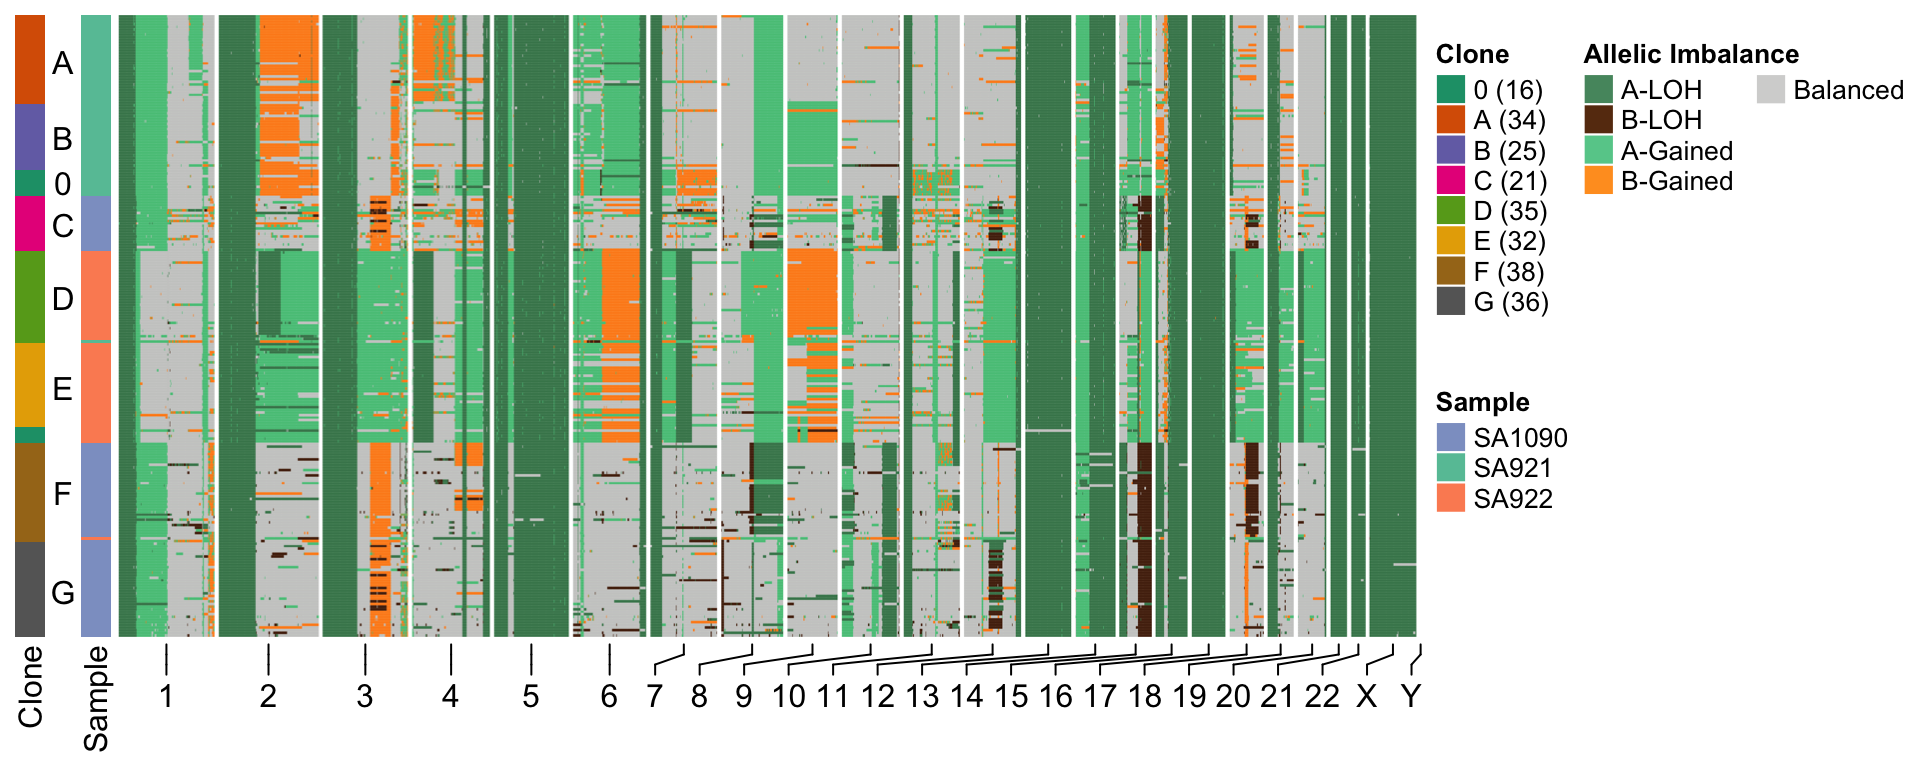 A
B
0
C
D
E
F
G
Clone
Sample
1 2 3 4 5 6 7 8 9 10 11 12 13 14 15 16 17 18 19 20 21 22 X Y
Clone
0 (16)
A (34)
B (25)
C (21)
D (35)
E (32)
F (38)
G (36)
Allelic Imbalance
A-LOH Balanced
B-LOH
A-Gained
B-Gained
Sample
SA1090
SA921
SA922